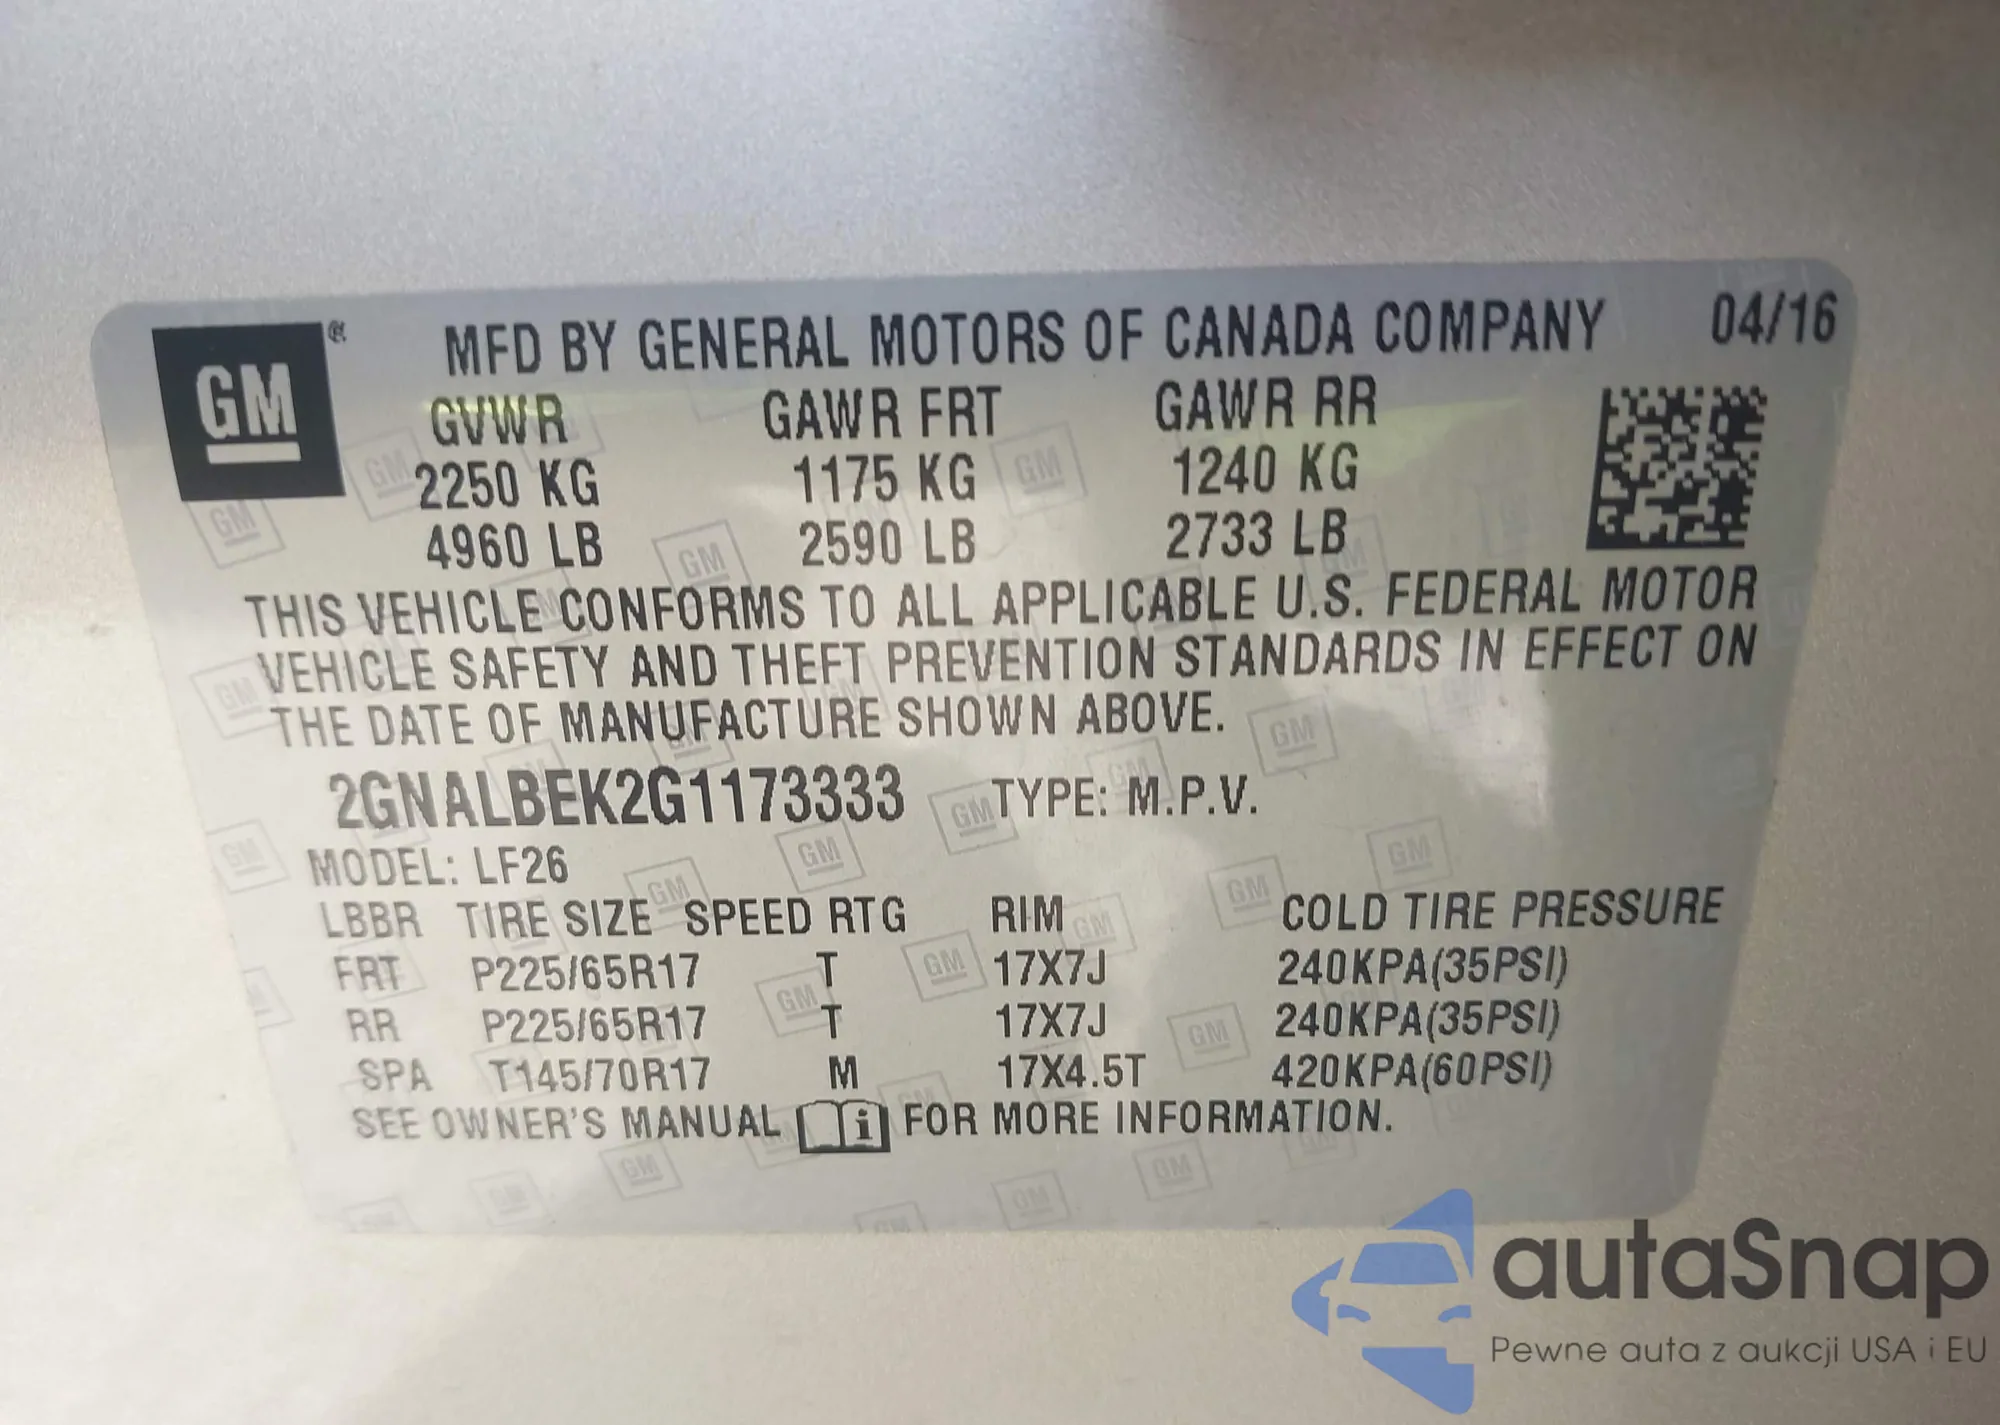 GM®
MFD BY GENERAL MOTORS OF CANADA COMPANY 04/16
GVWR GAWR FRT GAWR RR
2250 KG 1175 KG 1240 KG
4960 LB 2590 LB 2733 LB
THIS VEHICLE CONFORMS TO ALL APPLICABLE U.S. FEDERAL MOTOR
VEHICLE SAFETY AND THEFT PREVENTION STANDARDS IN EFFECT ON
THE DATE OF MANUFACTURE SHOWN ABOVE.
2GNALBEK2G1173333 TYPE: M.P.V.
MODEL: LF26
LBBR TIRE SIZE SPEED RTG RIM COLD TIRE PRESSURE
FRT P225/65R17 T 17X7J 240KPA(35PSI)
RR P225/65R17 T 17X7J 240KPA(35PSI)
SPA T145/70R17 M 17X4.5T 420KPA(60PSI)
SEE OWNER'S MANUAL i FOR MORE INFORMATION.
autaSnap
Pewne auta z aukcji USA i EU